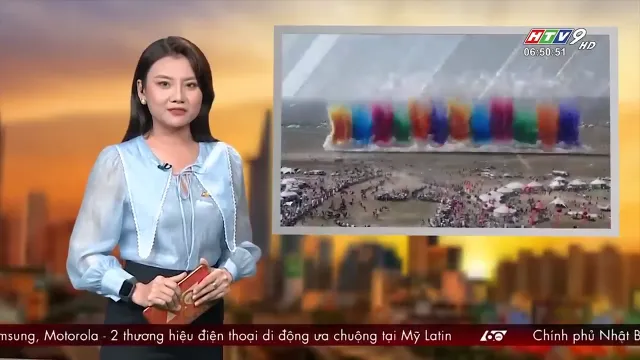 HTV9 HD
06:50:51
msung, Motorola - 2 thương hiệu điện thoại di động ưa chuộng tại Mỹ Latin
60
Chính phủ Nhật B